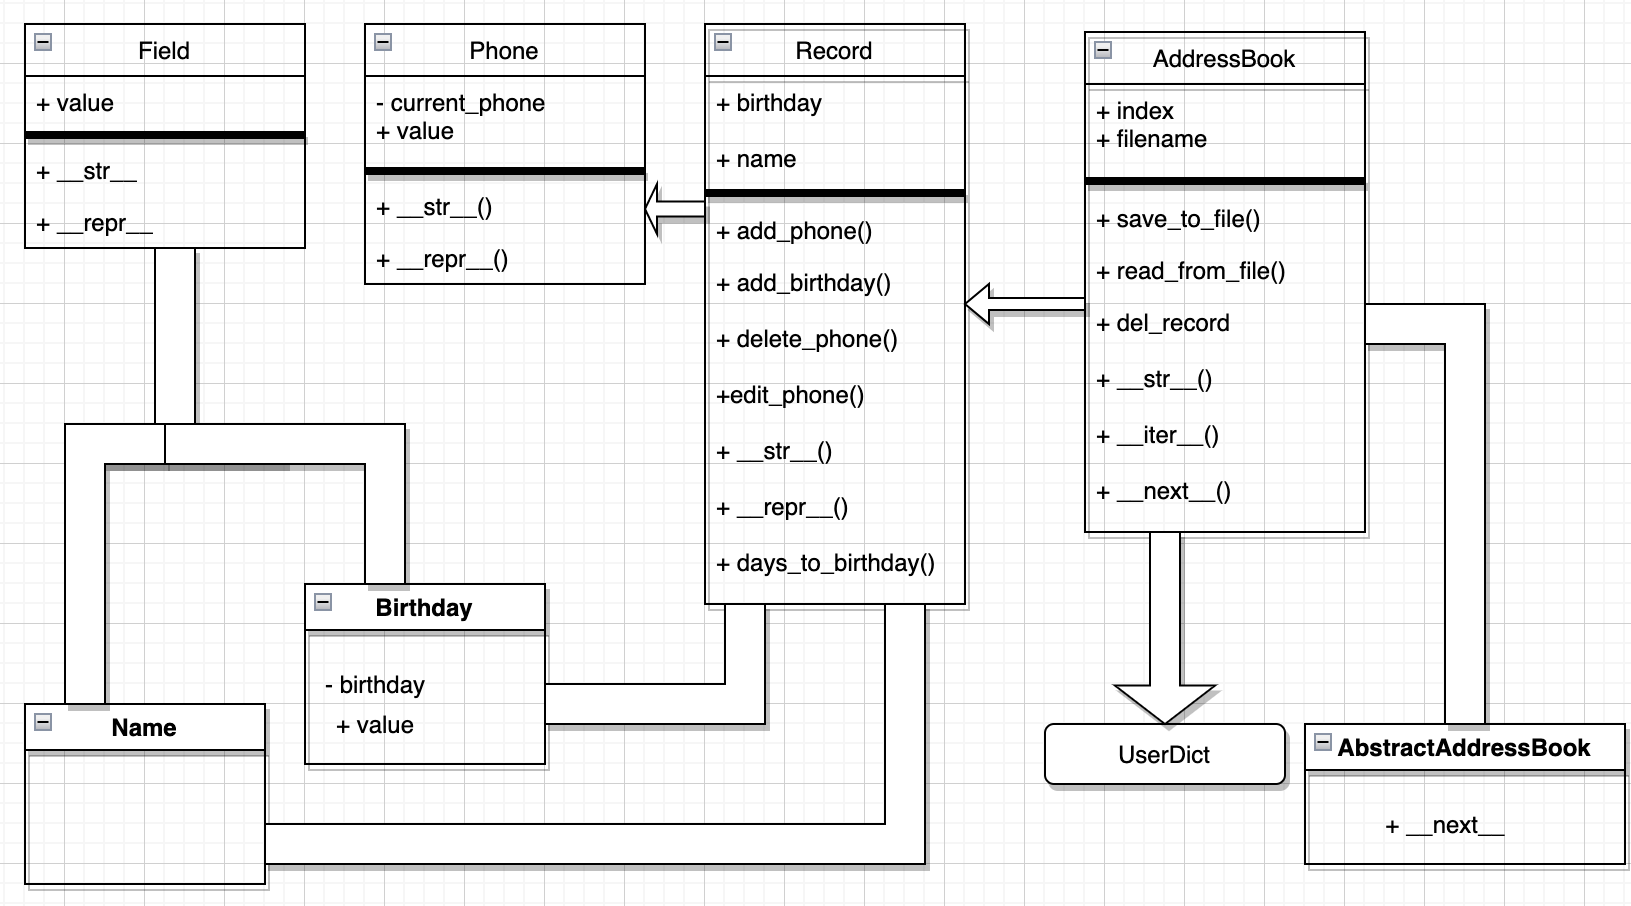 Field
+ value
+ __str__
+ __repr__
Phone
- current_phone
+ value
+ __str__()
+ __repr__()
Record
+ birthday
+ name
+ add_phone()
+ add_birthday()
+ delete_phone()
+edit_phone()
+ __str__()
+ __repr__()
+ days_to_birthday()
AddressBook
+ index
+ filename
+ save_to_file()
+ read_from_file()
+ del_record
+ __str__()
+ __iter__()
+ __next__()
Birthday
- birthday
+ value
Name
UserDict
AbstractAddressBook
+ __next__